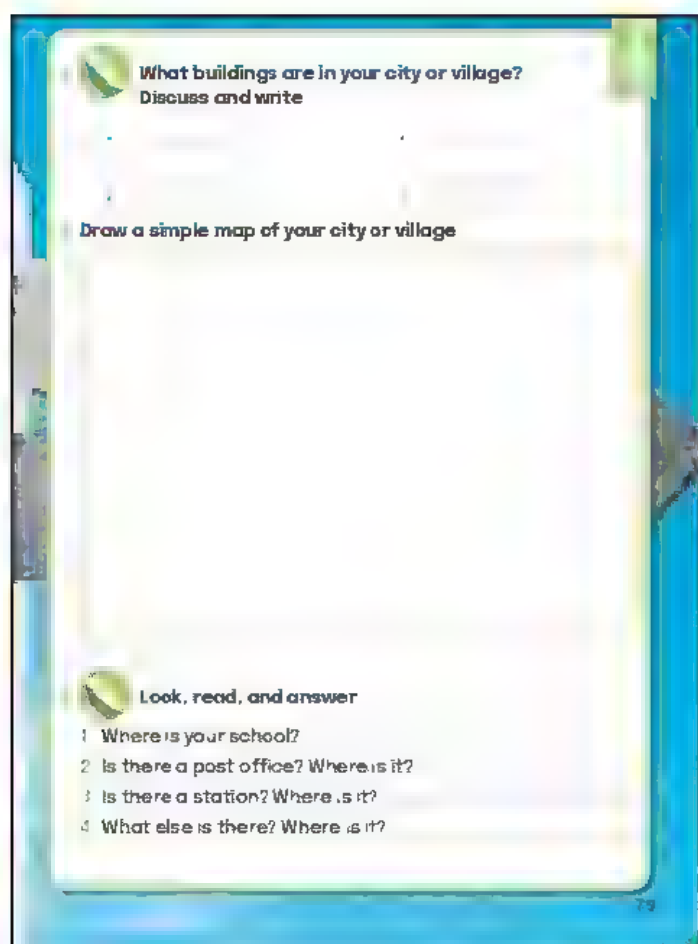 What buildings are in your city or village?
Discuss and write
Draw a simple map of your city or village
Look, read, and answer
1 Where is your school?
2 Is there a post office? Where is it?
3 Is there a station? Where is it?
4 What else is there? Where is it?
79